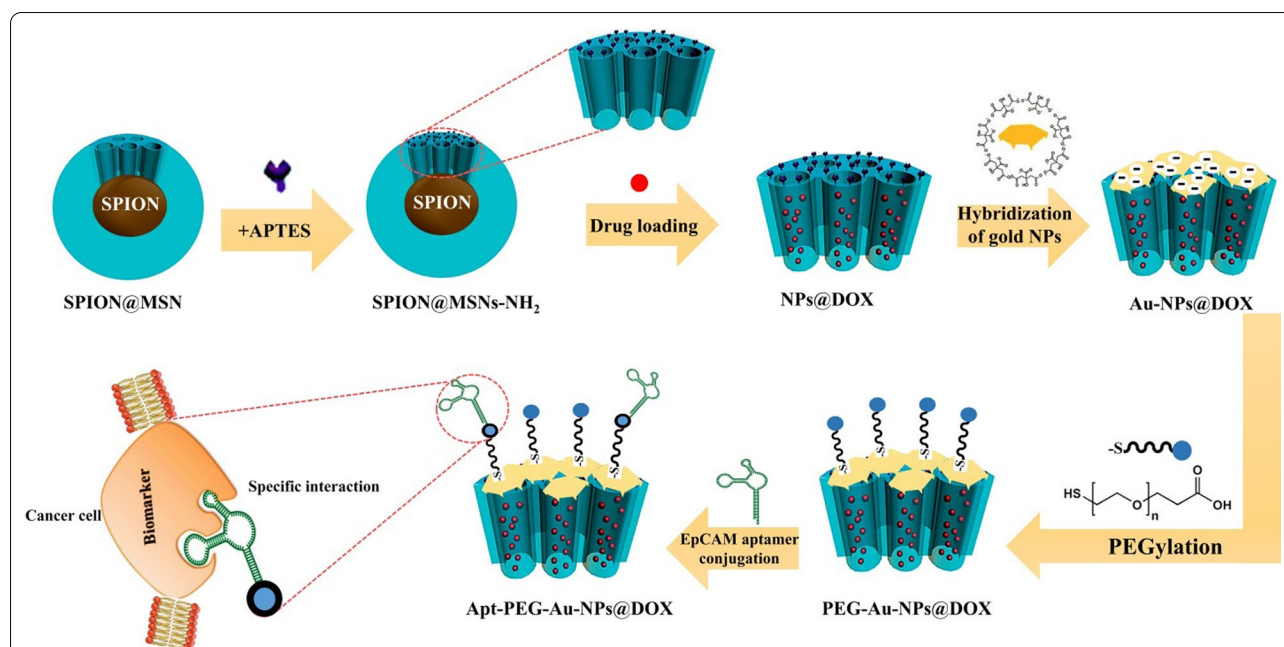 SPION
SPION@MSN
+APTES
SPION
SPION@MSNs-NH₂
Drug loading
NPs@DOX
Hybridization
of gold NPs
Au-NPs@DOX
-S
HS
O
n
O
OH
PEGylation
-S-
-S-
-S-
-S-
PEG-Au-NPs@DOX
EpCAM aptamer
conjugation
-S-
-S-
-S-
-S-
Apt-PEG-Au-NPs@DOX
Specific interaction
Biomarker
Cancer cell